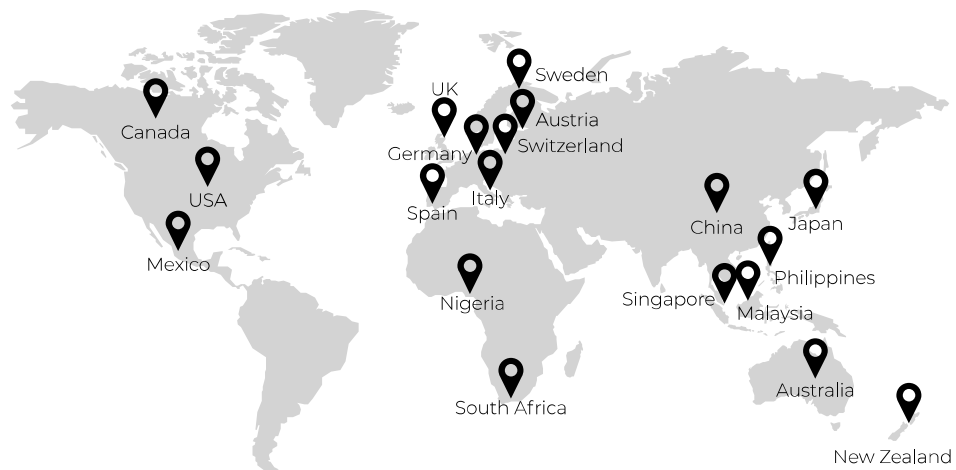 Sweden
UK
Austria
Canada
Switzerland
Germany
Italy
USA
Spain
China
Japan
Mexico
Philippines
Singapore
Nigeria
Malaysia
Australia
South Africa
New Zealand